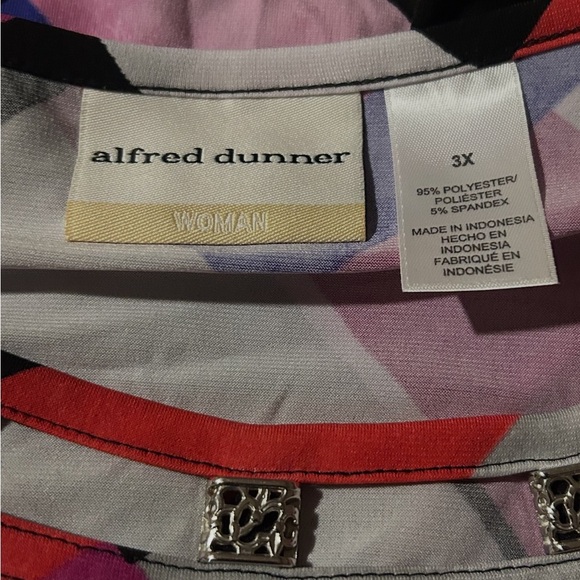 alfred dunner
WOMAN
3X
95% POLYESTER/
POLIÉSTER
5% SPANDEX
MADE IN INDONESIA
HECHO EN
INDONESIA
FABRIQUÉ EN
INDONÉSIE